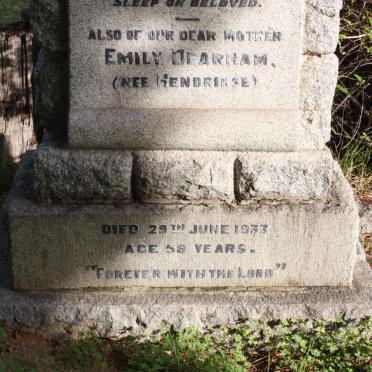 SLEEP ON BELOVED.
ALSO OF OUR DEAR MOTHER
EMILY DEARHAM,
(NEE HENDRIKSE)
DIED 29TH JUNE 1933
AGE 58 YEARS.
"FOREVER WITH THE LORD"